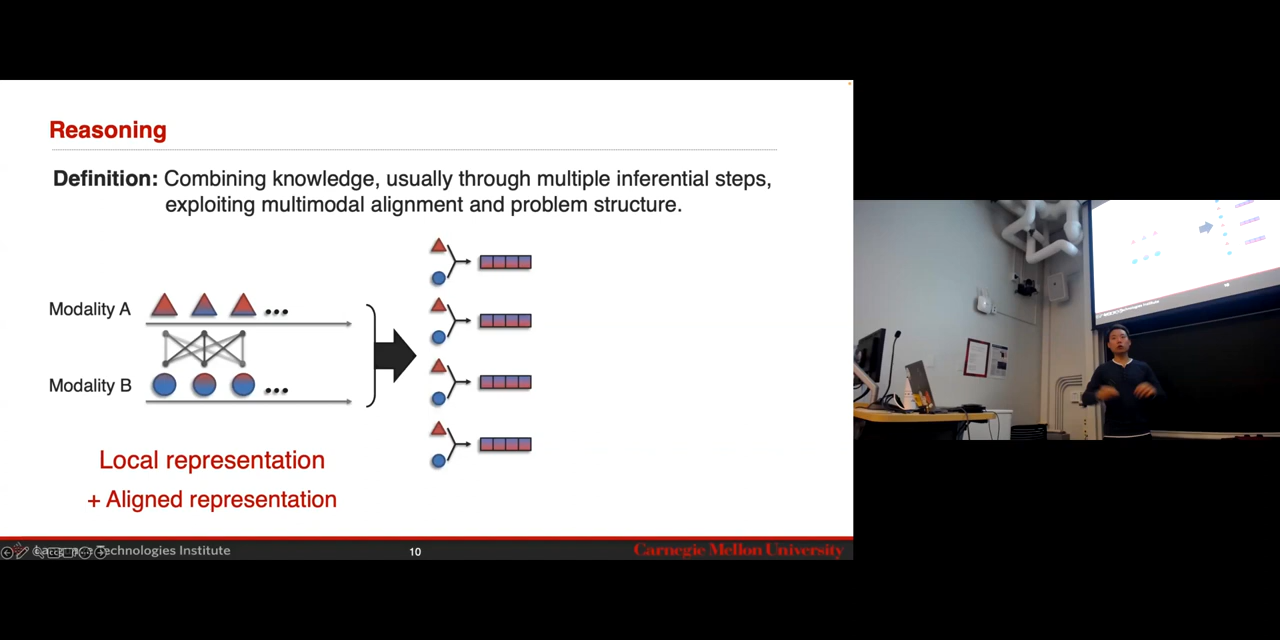 Reasoning
Definition: Combining knowledge, usually through multiple inferential steps,
exploiting multimodal alignment and problem structure.
Modality A
Modality B
Local representation
+ Aligned representation
Technologies Institute
10
Carnegie Mellon University